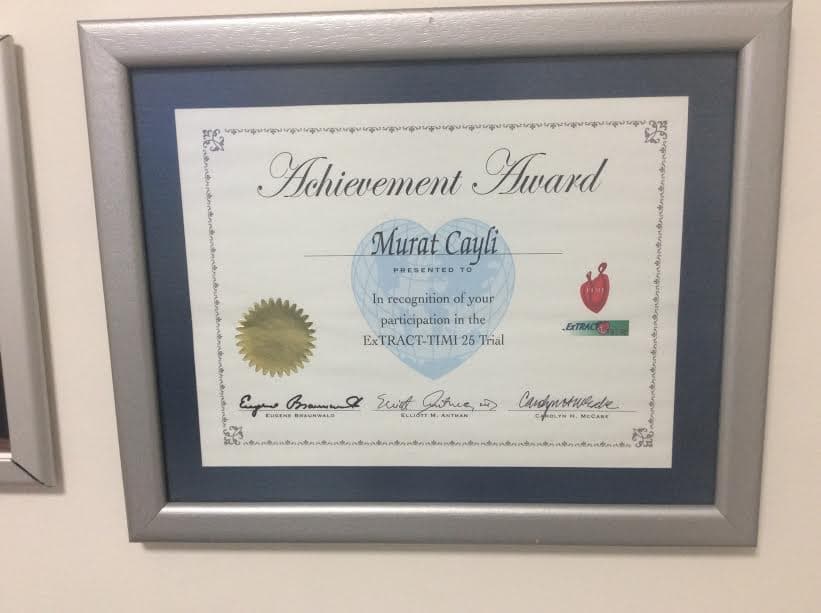 Achievement Award
Murat Cayli
PRESENTED TO
In recognition of your
participation in the
ExTRACT-TIMI 25 Trial
TIMI
ExTRACT
EUGENE BRAUNWALD
ELLIOTT M. ANTMAN
CAROLYN H. MCCABE